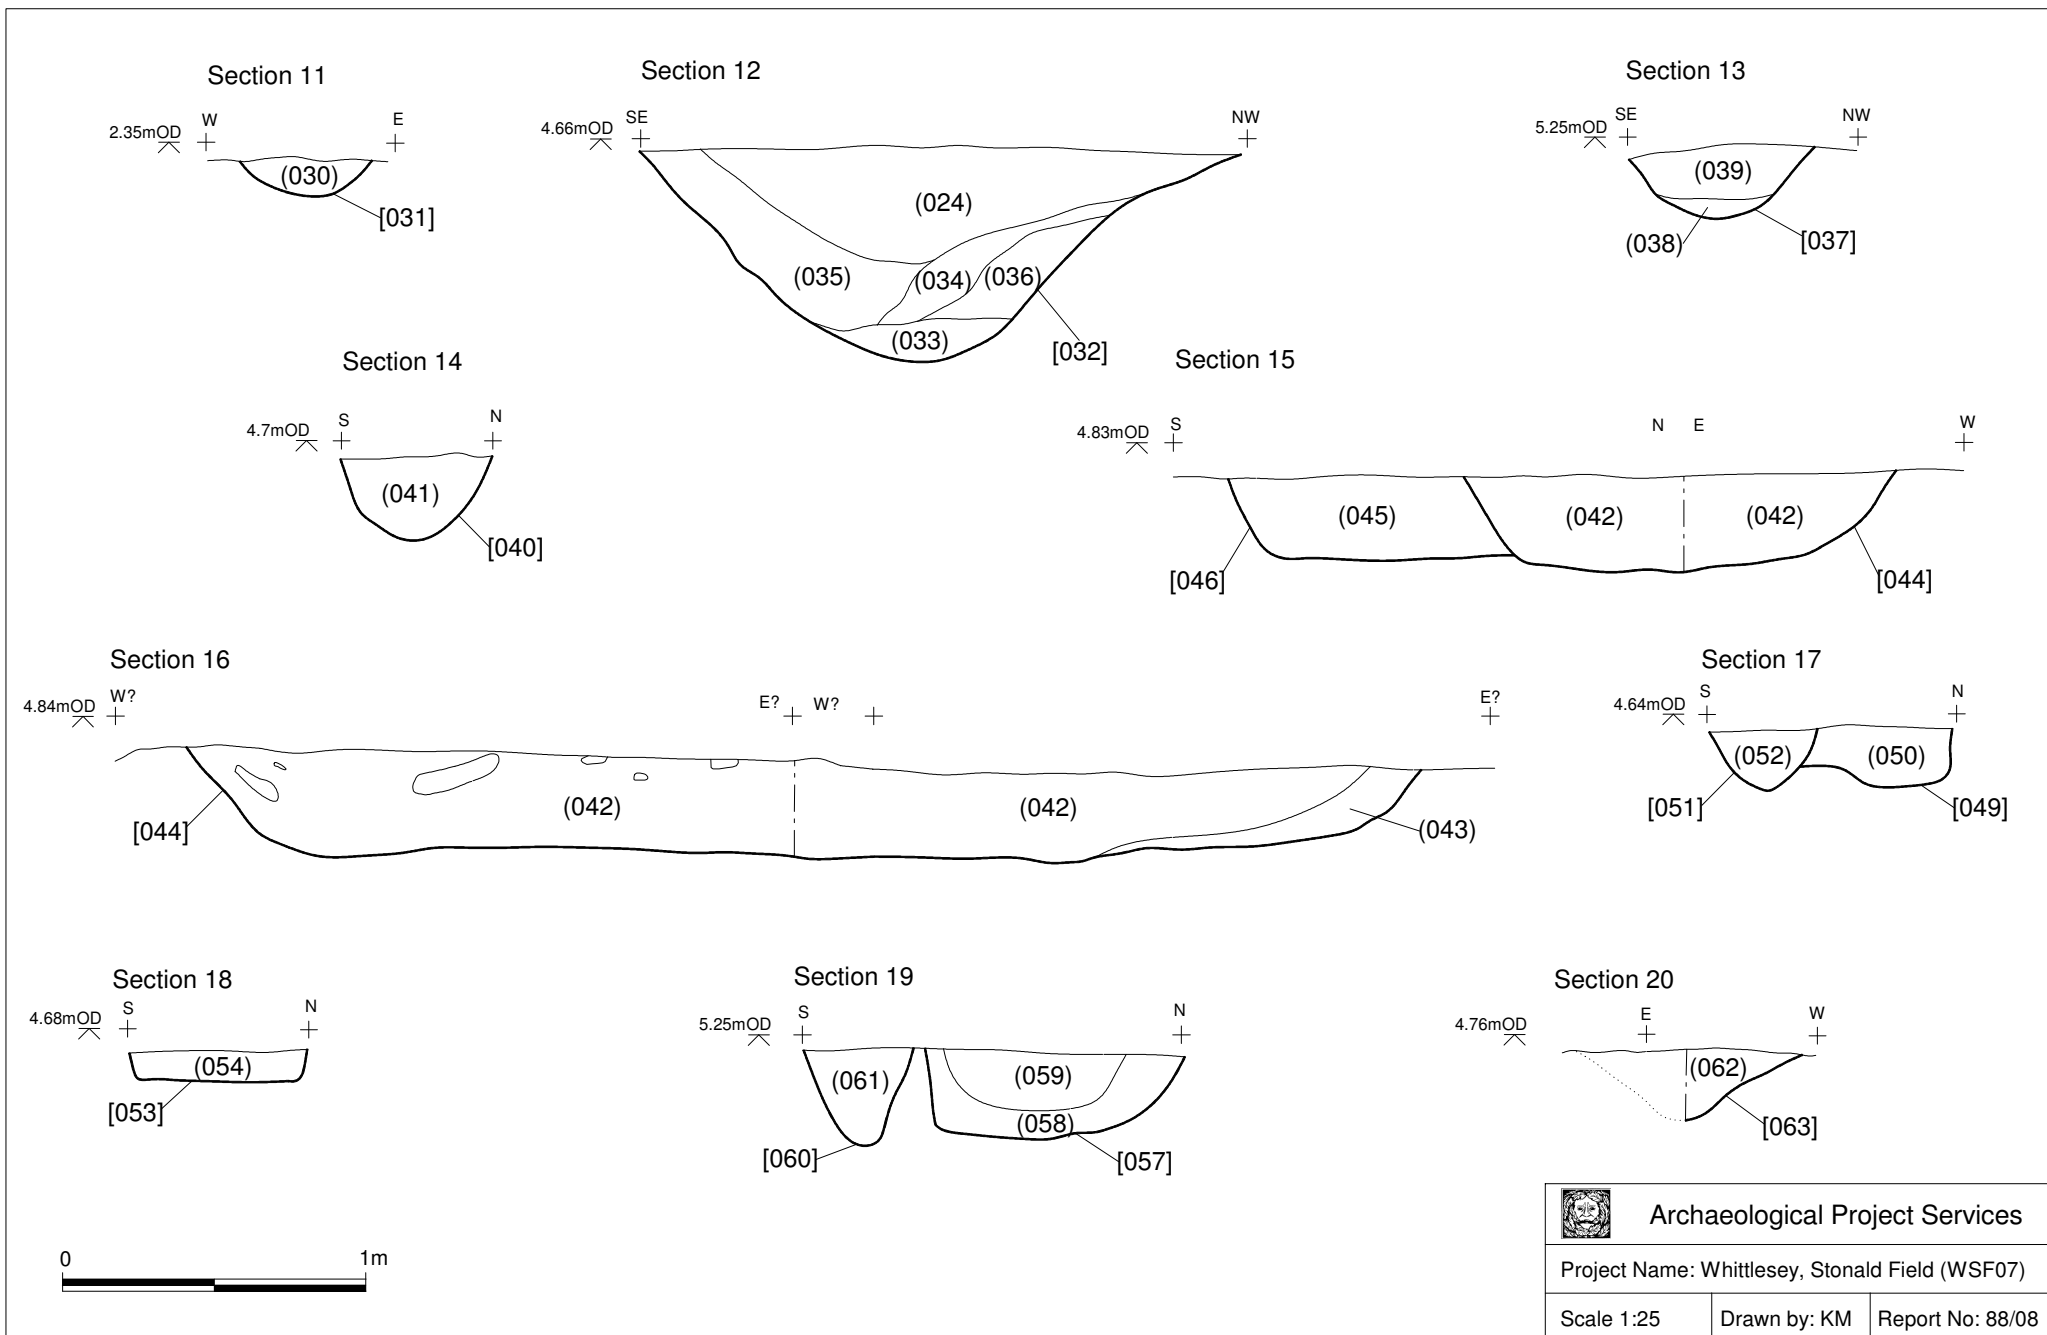 Section 11
W E
2.35mOD
(030)
[031]
Section 12
SE NW
4.66mOD
(024)
(035)
(034)
(036)
(033)
[032]
Section 13
SE NW
5.25mOD
(039)
(038)
[037]
Section 14
S N
4.7mOD
(041)
[040]
Section 15
S N E W
4.83mOD
(045)
(042)
(042)
[046]
[044]
Section 16
W? E? W? E?
4.84mOD
(042)
(042)
[044]
(043)
Section 17
S N
4.64mOD
(052)
(050)
[051]
[049]
Section 18
S N
4.68mOD
(054)
[053]
Section 19
S N
5.25mOD
(061)
(059)
(058)
[060]
[057]
Section 20
E W
4.76mOD
(062)
[063]
0 1m
Archaeological Project Services
Project Name: Whittlesey, Stonald Field (WSF07)
Scale 1:25 Drawn by: KM Report No: 88/08